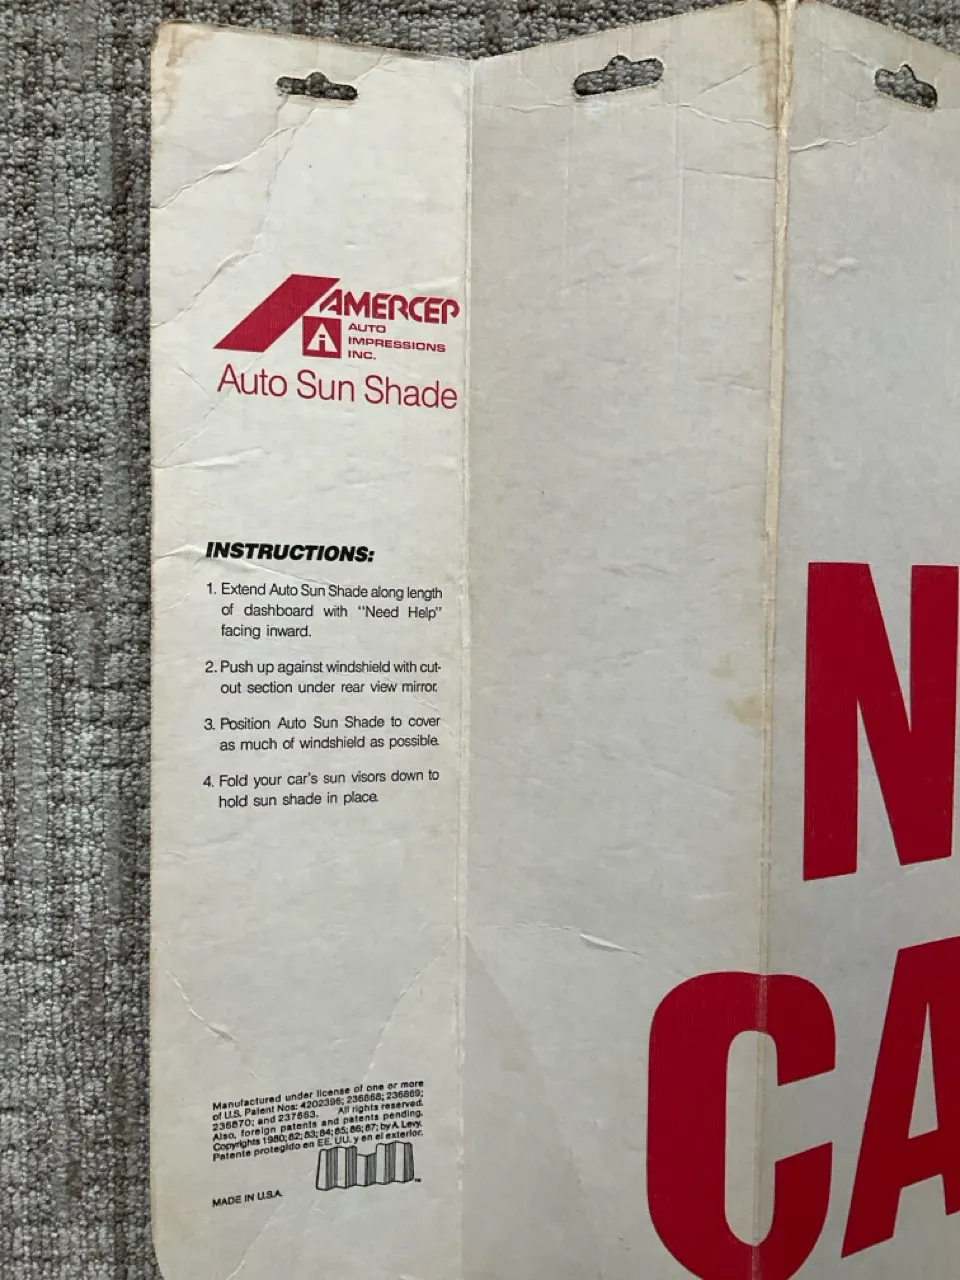 AMERCEP
AUTO
IMPRESSIONS
INC.
Auto Sun Shade
INSTRUCTIONS:
1. Extend Auto Sun Shade along length
of dashboard with "Need Help"
facing inward.
2. Push up against windshield with cut-
out section under rear view mirror.
3. Position Auto Sun Shade to cover
as much of windshield as possible.
4. Fold your car's sun visors down to
hold sun shade in place.
N
CA
Manufactured under license of one or more
of U.S. Patent Nos: 4202396; 236868; 236869;
236870; and 237663. All rights reserved.
Also, foreign patents and patents pending.
Copyrights 1980; 82; 83; 84; 85; 86; 87; by A. Levy.
Patente protegido en EE. UU. y en el exterior.
TM
MADE IN U.S.A.